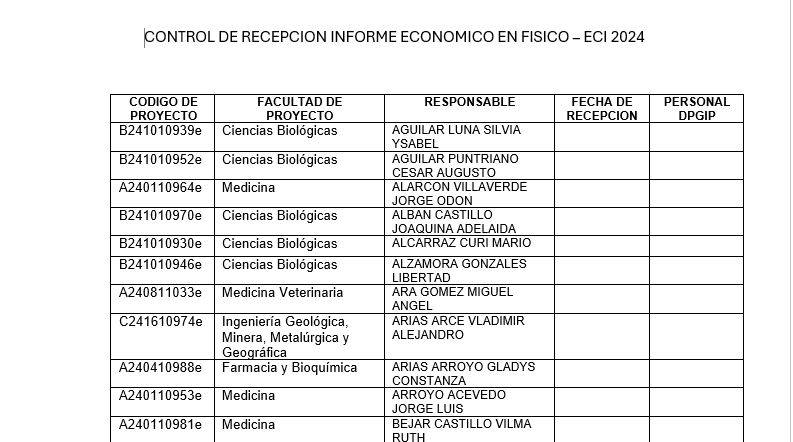 CONTROL DE RECEPCION INFORME ECONOMICO EN FISICO – ECI 2024
CODIGO DE PROYECTO FACULTAD DE PROYECTO RESPONSABLE FECHA DE RECEPCION PERSONAL DPGIP
B241010939e Ciencias Biológicas AGUILAR LUNA SILVIA
YSABEL
B241010952e Ciencias Biológicas AGUILAR PUNTRIANO
CESAR AUGUSTO
A240110964e Medicina ALARCON VILLAVERDE
JORGE ODON
B241010970e Ciencias Biológicas ALBAN CASTILLO
JOAQUINA ADELAIDA
B241010930e Ciencias Biológicas ALCARRAZ CURI MARIO
B241010946e Ciencias Biológicas ALZAMORA GONZALES
LIBERTAD
A240811033e Medicina Veterinaria ARA GOMEZ MIGUEL
ANGEL
C241610974e Ingeniería Geológica, ARIAS ARCE VLADIMIR
Minera, Metalúrgica y ALEJANDRO
Geográfica
A240410988e Farmacia y Bioquímica ARIAS ARROYO GLADYS
CONSTANZA
A240110953e Medicina ARROYO ACEVEDO
JORGE LUIS
A240110981e Medicina BEJAR CASTILLO VILMA
RUTH